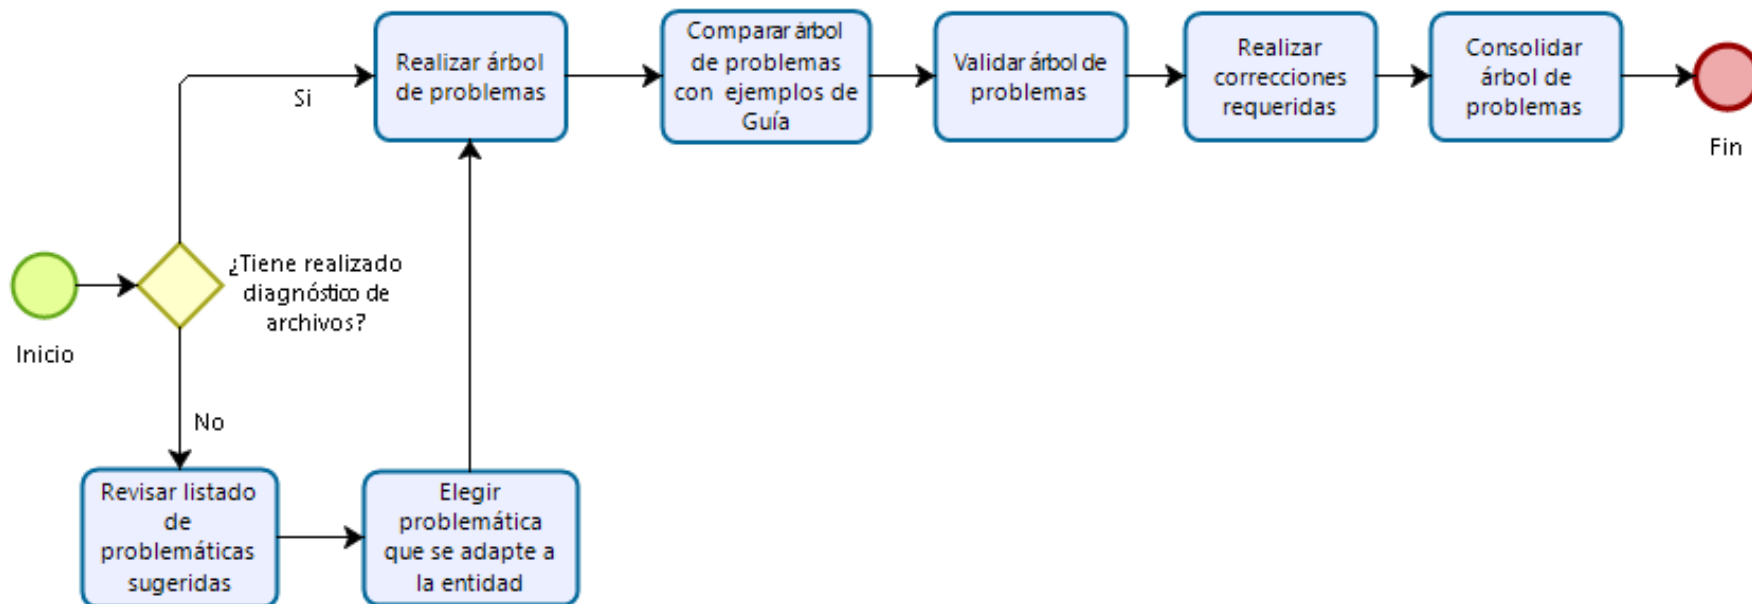 Inicio
¿Tiene realizado
diagnóstico de
archivos?
Si
No
Revisar listado
de
problemáticas
sugeridas
Elegir
problemática
que se adapte a
la entidad
Realizar árbol
de problemas
Comparar árbol
de problemas
con ejemplos de
Guía
Validar árbol de
problemas
Realizar
correcciones
requeridas
Consolidar
árbol de
problemas
Fin